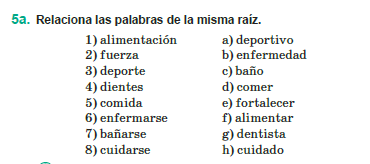 5a. Relaciona las palabras de la misma raíz.
1) alimentación a) deportivo
2) fuerza b) enfermedad
3) deporte c) baño
4) dientes d) comer
5) comida e) fortalecer
6) enfermarse f) alimentar
7) bañarse g) dentista
8) cuidarse h) cuidado